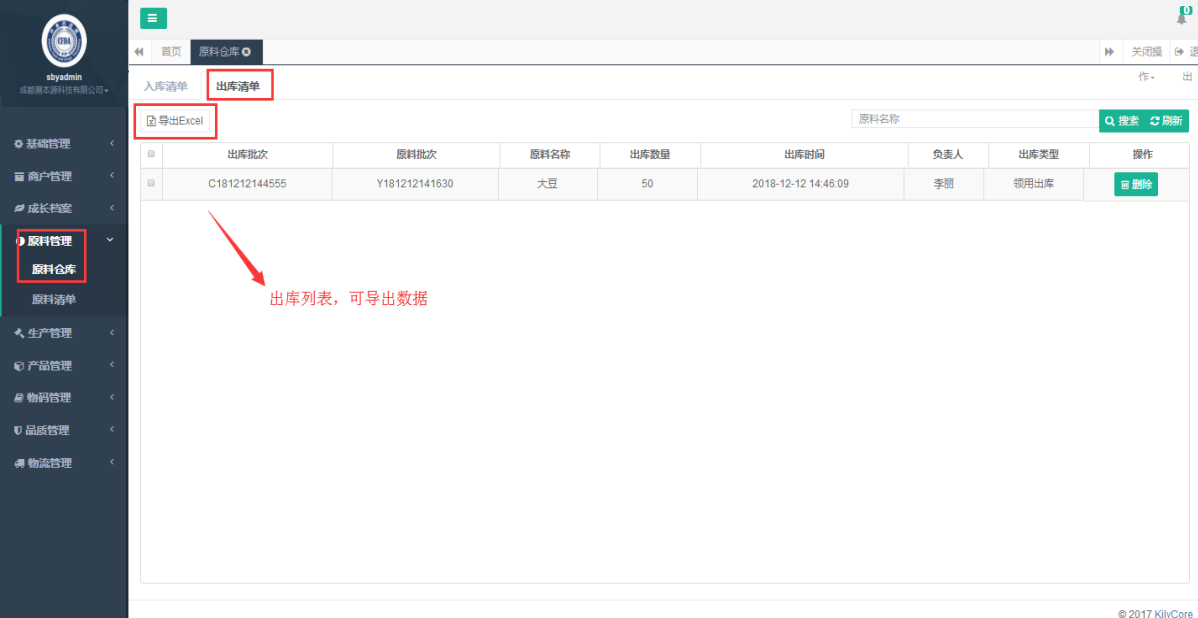 0
首页
原料仓库
关闭操作
退出
CFDA
sbyadmin
成都溯本源科技有限公司
入库清单
出库清单
导出Excel
原料名称
搜索
刷新
基础管理
商户管理
成长档案
原料管理
原料仓库
原料清单
生产管理
产品管理
物码管理
品质管理
物流管理
出库批次 原料批次 原料名称 出库数量 出库时间 负责人 出库类型 操作
C181212144555 Y181212141630 大豆 50 2018-12-12 14:46:09 李丽 领用出库 删除
出库列表，可导出数据
© 2017 KilyCore